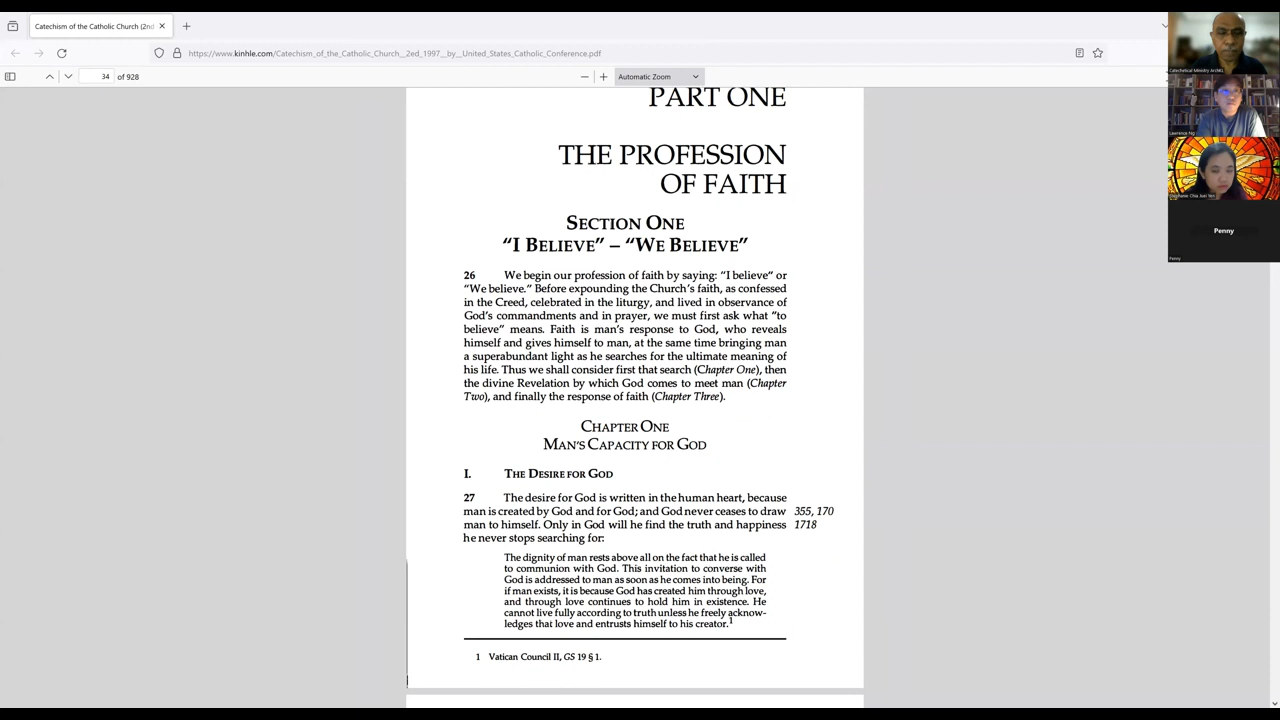 Catechism of the Catholic Church (2nd
https://www.kinhle.com/Catechism_of_the_Catholic_Church__2ed_1997__by__United_States_Catholic_Conference.pdf
34 of 928
Automatic Zoom
PART ONE
THE PROFESSION
OF FAITH
SECTION ONE
“I BELIEVE” – “WE BELIEVE”
26 We begin our profession of faith by saying: “I believe” or
“We believe.” Before expounding the Church’s faith, as confessed
in the Creed, celebrated in the liturgy, and lived in observance of
God’s commandments and in prayer, we must first ask what “to
believe” means. Faith is man’s response to God, who reveals
himself and gives himself to man, at the same time bringing man
a superabundant light as he searches for the ultimate meaning of
his life. Thus we shall consider first that search (Chapter One), then
the divine Revelation by which God comes to meet man (Chapter
Two), and finally the response of faith (Chapter Three).
CHAPTER ONE
MAN’S CAPACITY FOR GOD
I. THE DESIRE FOR GOD
27 The desire for God is written in the human heart, because
man is created by God and for God; and God never ceases to draw 355, 170
man to himself. Only in God will he find the truth and happiness 1718
he never stops searching for:
The dignity of man rests above all on the fact that he is called
to communion with God. This invitation to converse with
God is addressed to man as soon as he comes into being. For
if man exists, it is because God has created him through love,
and through love continues to hold him in existence. He
cannot live fully according to truth unless he freely acknow-
ledges that love and entrusts himself to his creator.1
1 Vatican Council II, GS 19 § 1.
Catechetical Ministry ArchKL
Lawrence Ng
Stephanie Chia Juei Yen
Penny
Penny